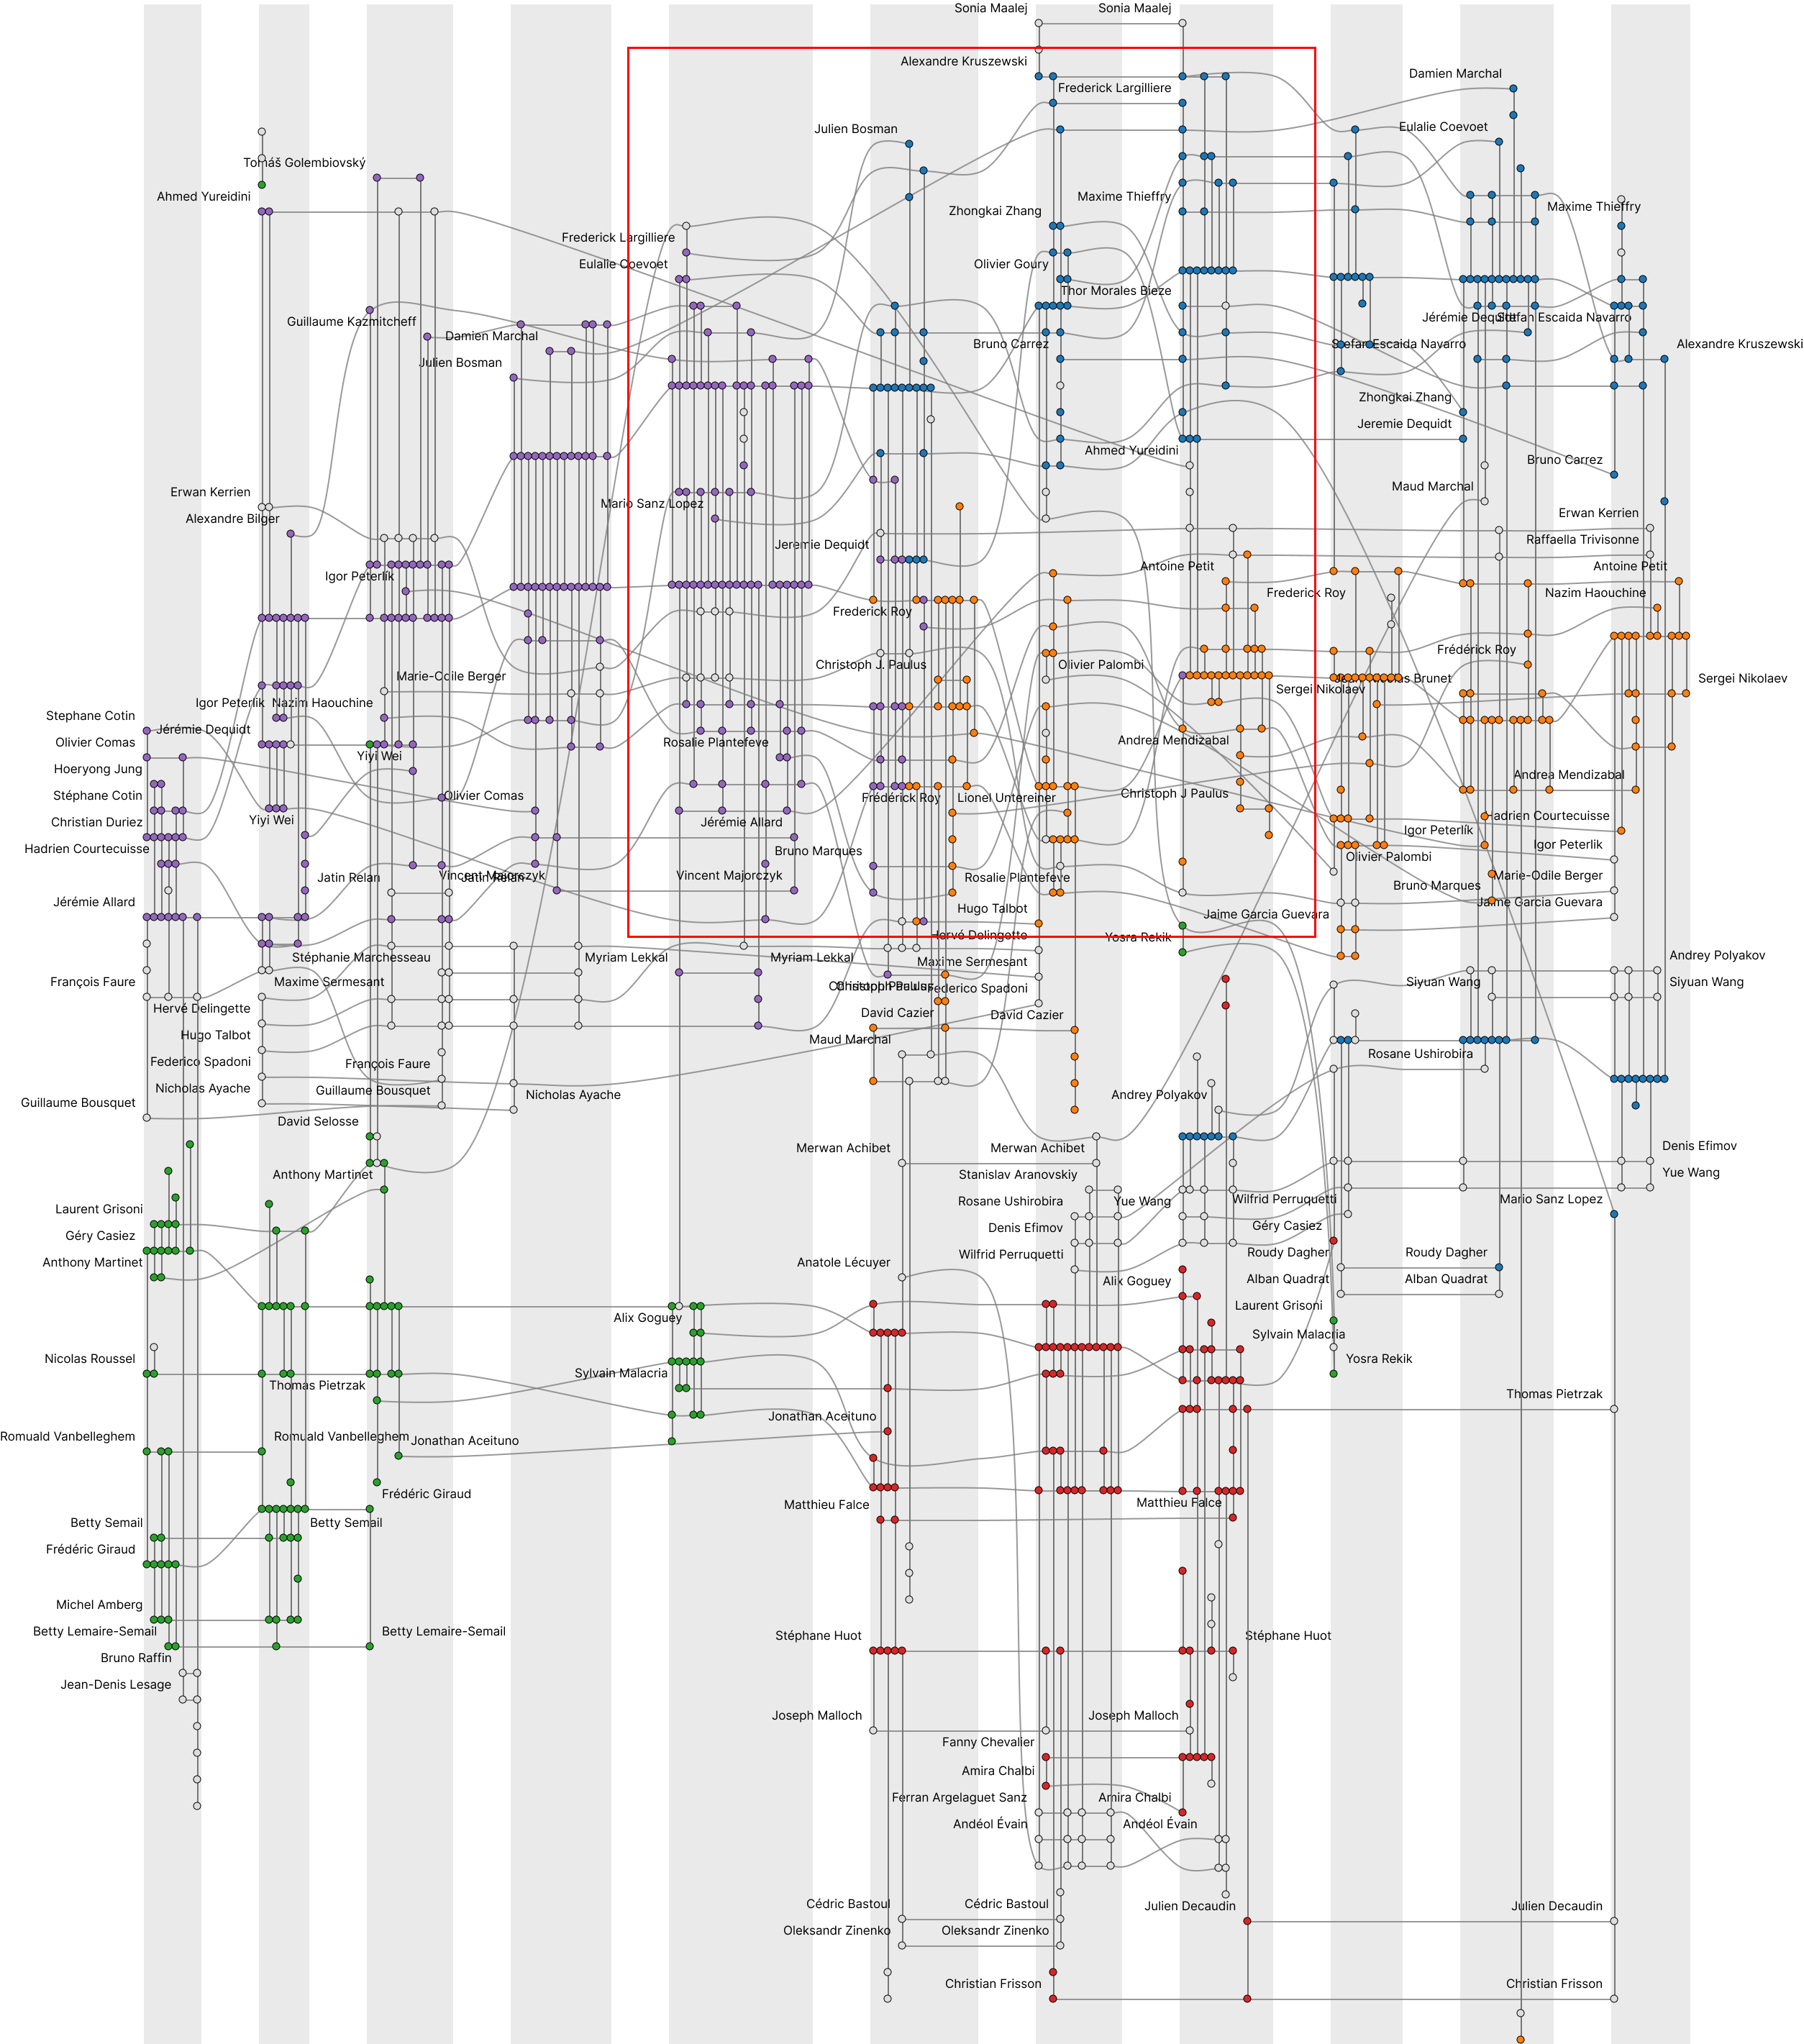 Sonia Maalej
Sonia Maalej
Alexandre Kruszewski
Damien Marchal
Frederick Largilliere
Julien Bosman
Eulalie Coevoet
Tomáš Golembiovský
Ahmed Yureidini
Maxime Thieffry
Maxime Thieffry
Zhongkai Zhang
Frederick Largilliere
Eulalie Coevoet
Olivier Goury
Thor Morales Bieze
Guillaume Kazmitcheff
Jérémie Dequidt
Stefan Escaida Navarro
Damien Marchal
Bruno Carrez
Stefan Escaida Navarro
Alexandre Kruszewski
Julien Bosman
Zhongkai Zhang
Jeremie Dequidt
Ahmed Yureidini
Bruno Carrez
Maud Marchal
Erwan Kerrien
Mario Sanz Lopez
Erwan Kerrien
Alexandre Bilger
Raffaella Trivisonne
Jeremie Dequidt
Antoine Petit
Antoine Petit
Igor Peterlík
Frederick Roy
Nazim Haouchine
Frederick Roy
Frédérick Roy
Christoph J. Paulus
Olivier Palombi
Marie-Odile Berger
Jean-Nicolas Brunet
Sergei Nikolaev
Sergei Nikolaev
Igor Peterlik
Nazim Haouchine
Stephane Cotin
Jérémie Dequidt
Olivier Comas
Yiyi Wei
Rosalie Plantefeve
Andrea Mendizabal
Hoeryong Jung
Andrea Mendizabal
Stéphane Cotin
Olivier Comas
Frédérick Roy
Lionel Untereiner
Christoph J Paulus
Christian Duriez
Yiyi Wei
Jérémie Allard
Hadrien Courtecuisse
Igor Peterlík
Hadrien Courtecuisse
Bruno Marques
Olivier Palombi
Igor Peterlik
Jatin Relan
Vincent Majorczyk
Jatin Relan
Vincent Majorczyk
Rosalie Plantefeve
Bruno Marques
Marie-Odile Berger
Jérémie Allard
Hugo Talbot
Jaime Garcia Guevara
Jaime Garcia Guevara
Hervé Delingette
Yosra Rekik
Stéphanie Marchesseau
Myriam Lekkal
Myriam Lekkal
Maxime Sermesant
Andrey Polyakov
François Faure
Maxime Sermesant
Christoph Paulus
Federico Spadoni
Siyuan Wang
Siyuan Wang
Hervé Delingette
David Cazier
David Cazier
Hugo Talbot
Maud Marchal
Federico Spadoni
François Faure
Rosane Ushirobira
Nicholas Ayache
Guillaume Bousquet
Nicholas Ayache
Andrey Polyakov
Guillaume Bousquet
David Selosse
Merwan Achibet
Merwan Achibet
Denis Efimov
Anthony Martinet
Stanislav Aranovskiy
Yue Wang
Rosane Ushirobira
Yue Wang
Wilfrid Perruquetti
Mario Sanz Lopez
Laurent Grisoni
Denis Efimov
Géry Casiez
Géry Casiez
Wilfrid Perruquetti
Roudy Dagher
Roudy Dagher
Anthony Martinet
Anatole Lécuyer
Alix Goguey
Alban Quadrat
Alban Quadrat
Alix Goguey
Laurent Grisoni
Sylvain Malacria
Nicolas Roussel
Sylvain Malacria
Yosra Rekik
Thomas Pietrzak
Thomas Pietrzak
Jonathan Aceituno
Romuald Vanbelleghem
Romuald Vanbelleghem
Jonathan Aceituno
Frédéric Giraud
Matthieu Falce
Matthieu Falce
Betty Semail
Betty Semail
Frédéric Giraud
Michel Amberg
Betty Lemaire-Semail
Betty Lemaire-Semail
Stéphane Huot
Stéphane Huot
Bruno Raffin
Jean-Denis Lesage
Joseph Malloch
Joseph Malloch
Fanny Chevalier
Amira Chalbi
Ferran Argelaguet Sanz
Amira Chalbi
Andéol Évain
Andéol Évain
Cédric Bastoul
Cédric Bastoul
Julien Decaudin
Julien Decaudin
Oleksandr Zinenko
Oleksandr Zinenko
Christian Frisson
Christian Frisson